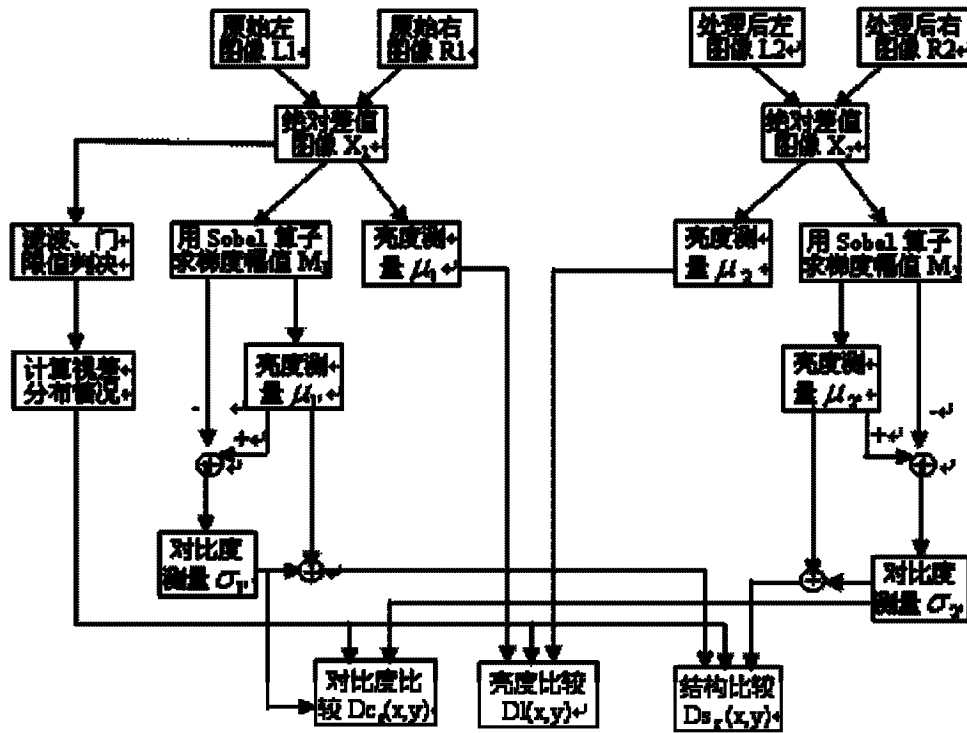 原始左
图像 L1
原始右
图像 R1
处理后左
图像 L2
处理后右
图像 R2
绝对差值
图像 X1
绝对差值
图像 X2
滤波、门
限值判决
用 Sobel 算子
求梯度幅值 M1
亮度测
量 μ1
亮度测
量 μ2
用 Sobel 算子
求梯度幅值 M2
计算视差
分布情况
亮度测
量 μ1'
亮度测
量 μ2'
-
+
+
-
对比度
测量 σ1'
对比度
测量 σ2'
对比度比
较 Dcg(x,y)
亮度比较
Dl(x,y)
结构比较
Dsg(x,y)